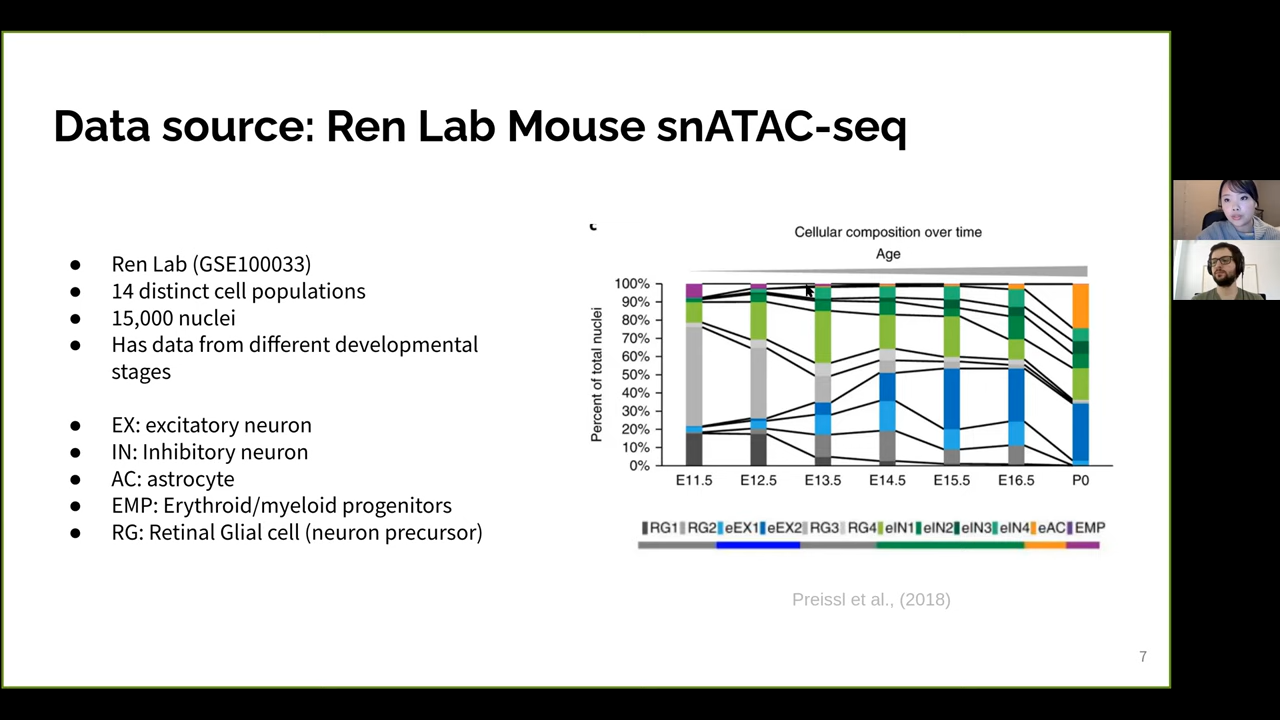 Data source: Ren Lab Mouse snATAC-seq
● Ren Lab (GSE100033)
● 14 distinct cell populations
● 15,000 nuclei
● Has data from different developmental
stages
● EX: excitatory neuron
● IN: Inhibitory neuron
● AC: astrocyte
● EMP: Erythroid/myeloid progenitors
● RG: Retinal Glial cell (neuron precursor)
Cellular composition over time
Age
Percent of total nuclei
100%
90%
80%
70%
60%
50%
40%
30%
20%
10%
0%
E11.5 E12.5 E13.5 E14.5 E15.5 E16.5 P0
RG1 RG2 eEX1 eEX2 RG3 RG4 eIN1 eIN2 eIN3 eIN4 eAC EMP
Preissl et al., (2018)
7